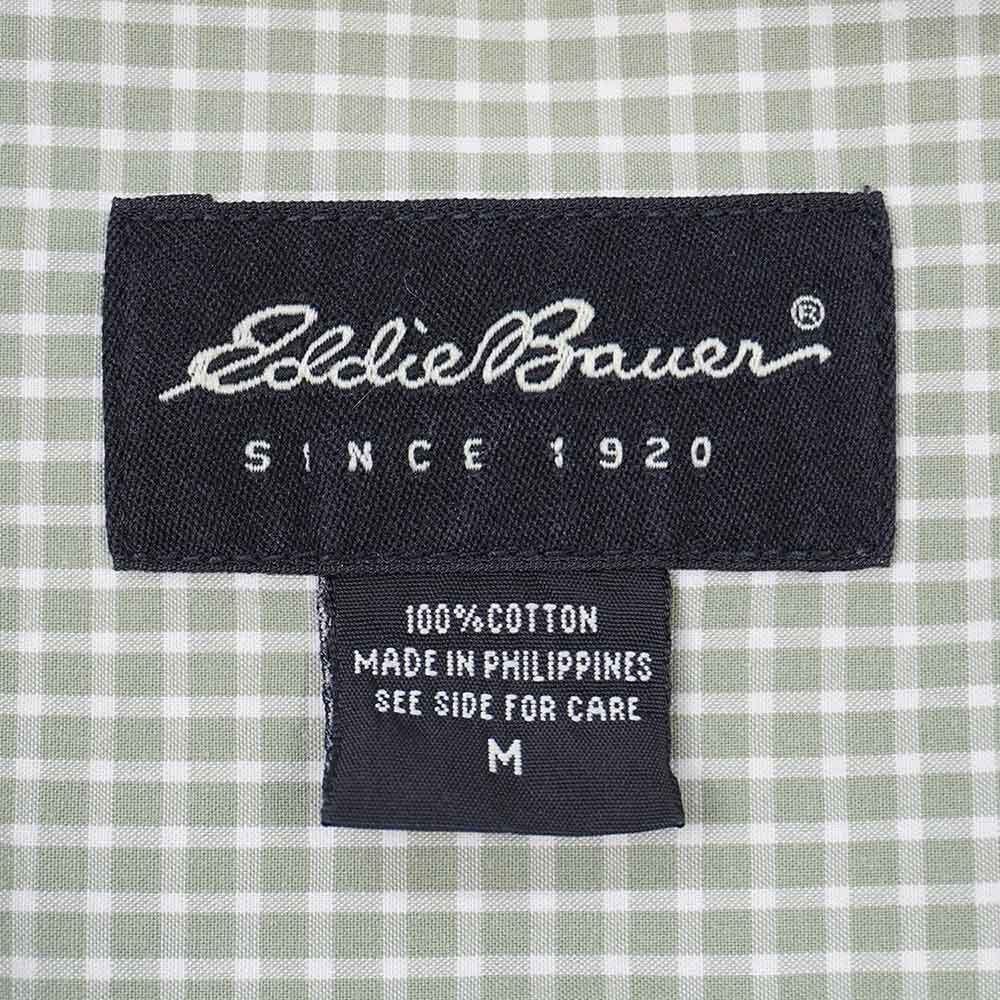 Eddie Bauer®
SINCE 1920
100% COTTON
MADE IN PHILIPPINES
SEE SIDE FOR CARE
M